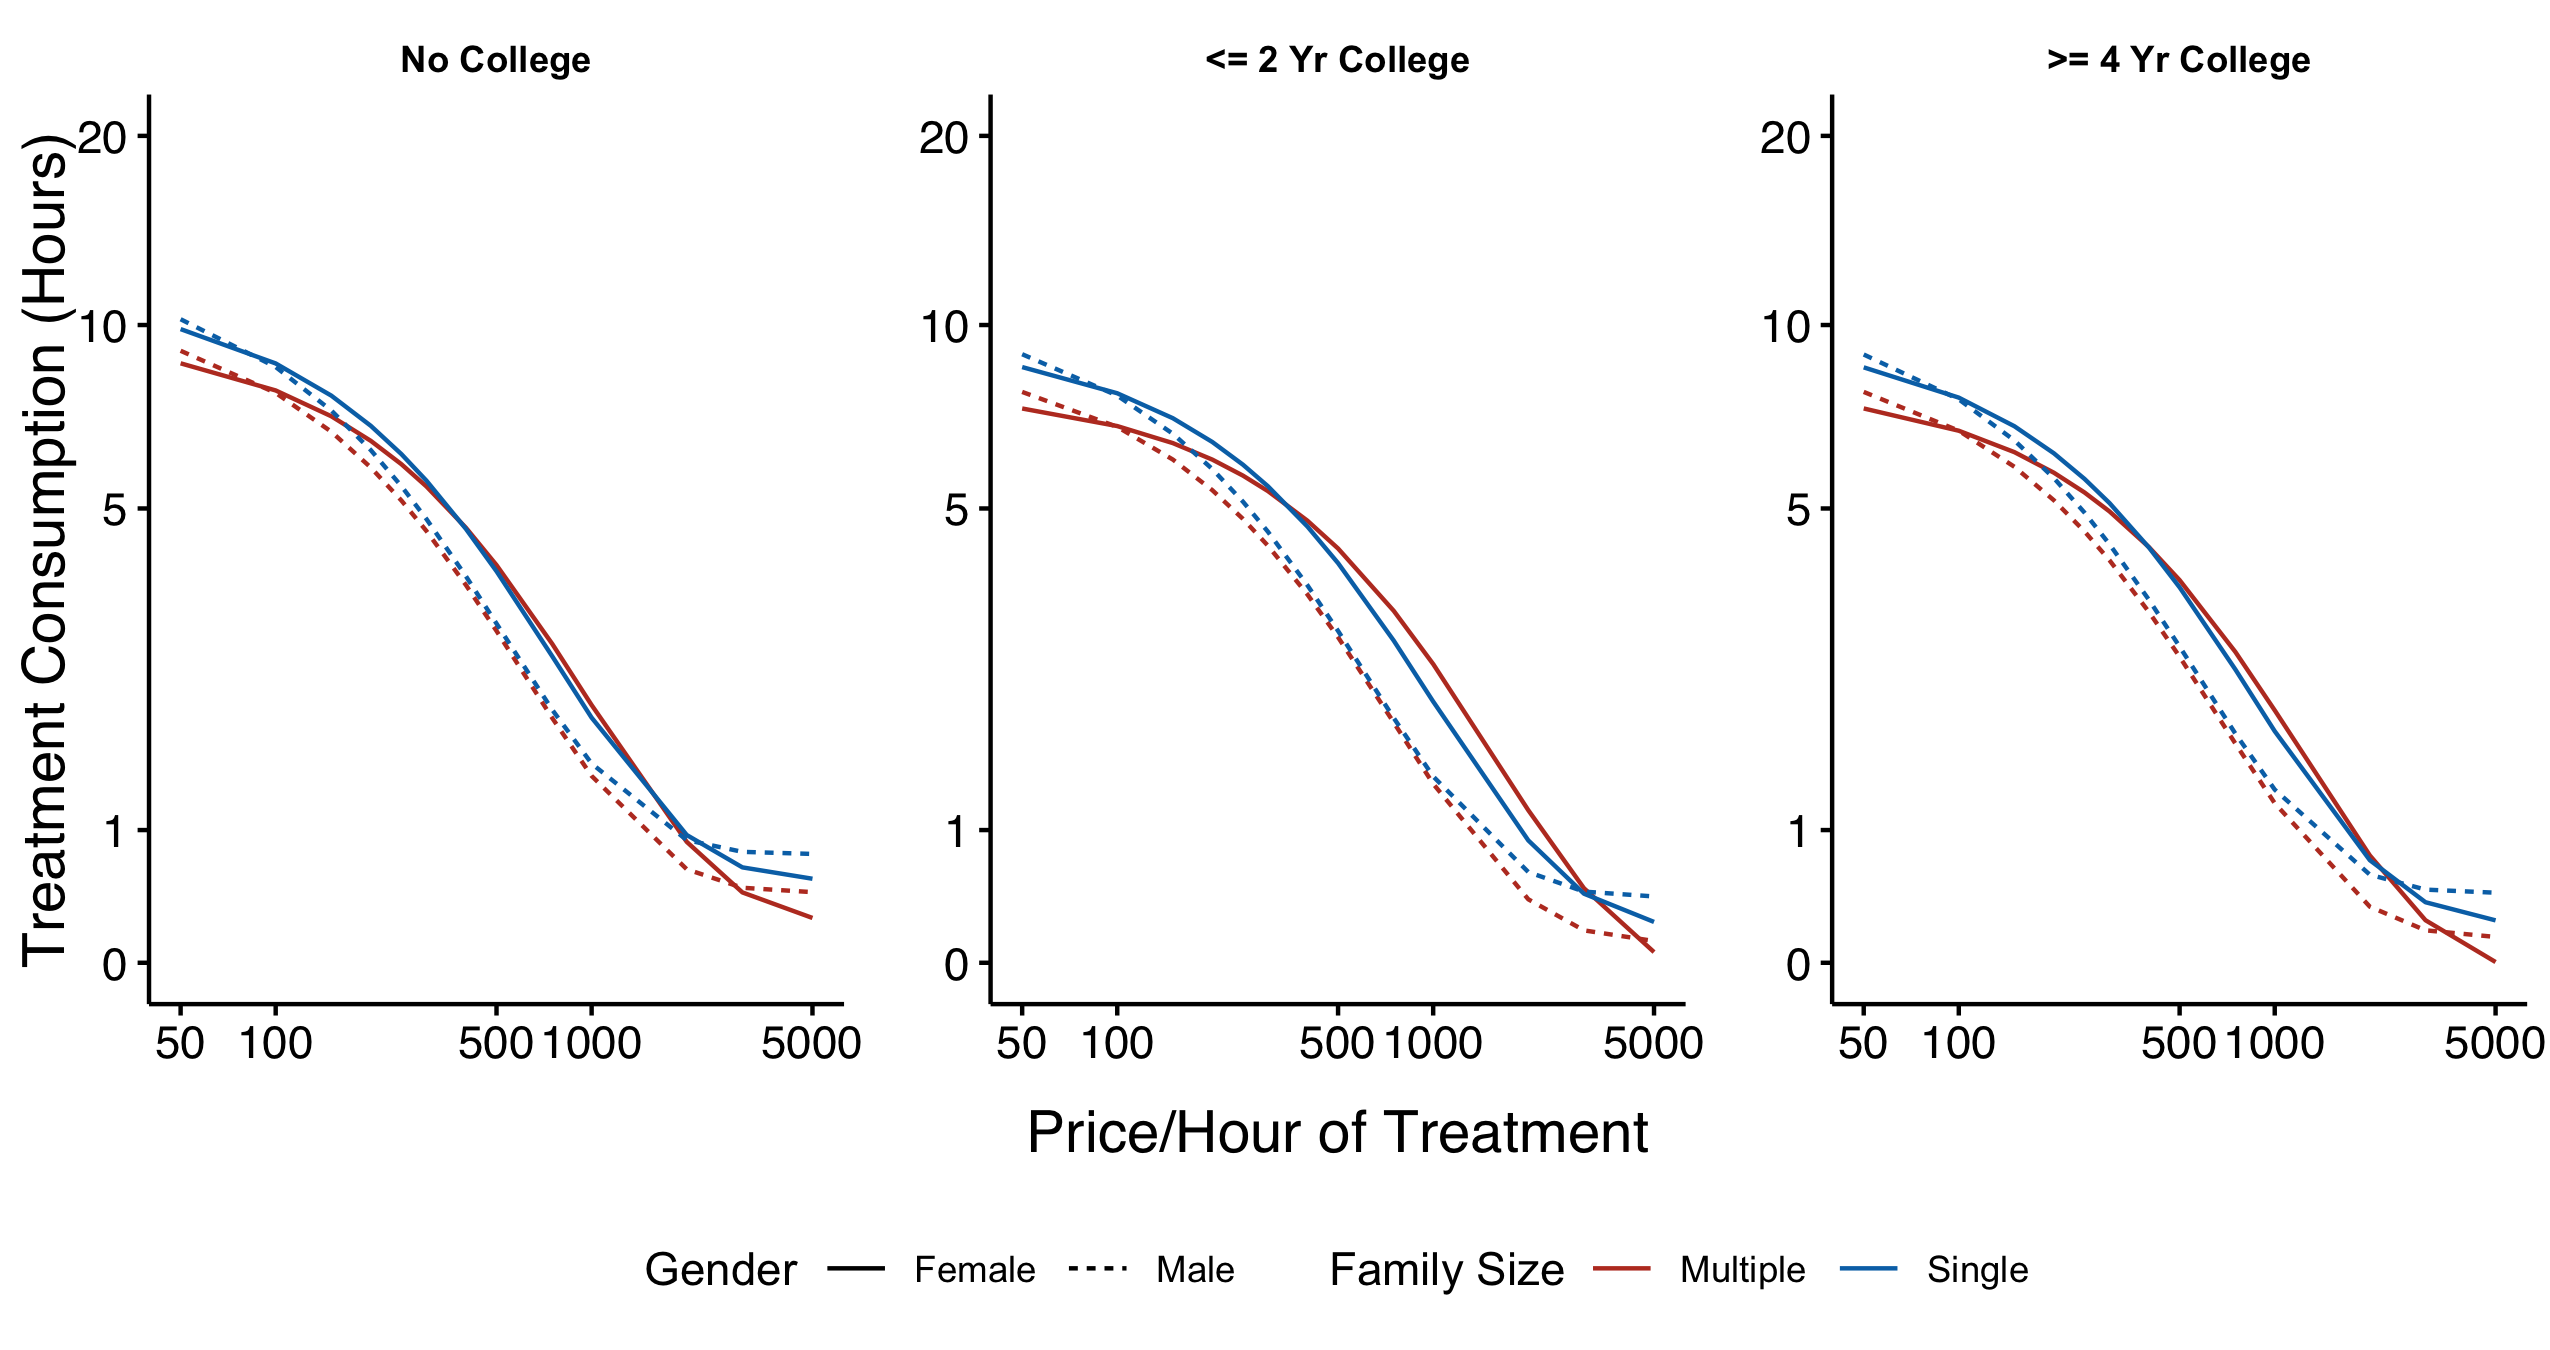 No College
<= 2 Yr College
>= 4 Yr College
Treatment Consumption (Hours)
20
10
5
1
0
20
10
5
1
0
20
10
5
1
0
50 100 500 1000 5000
50 100 500 1000 5000
50 100 500 1000 5000
Price/Hour of Treatment
Gender Female Male Family Size Multiple Single